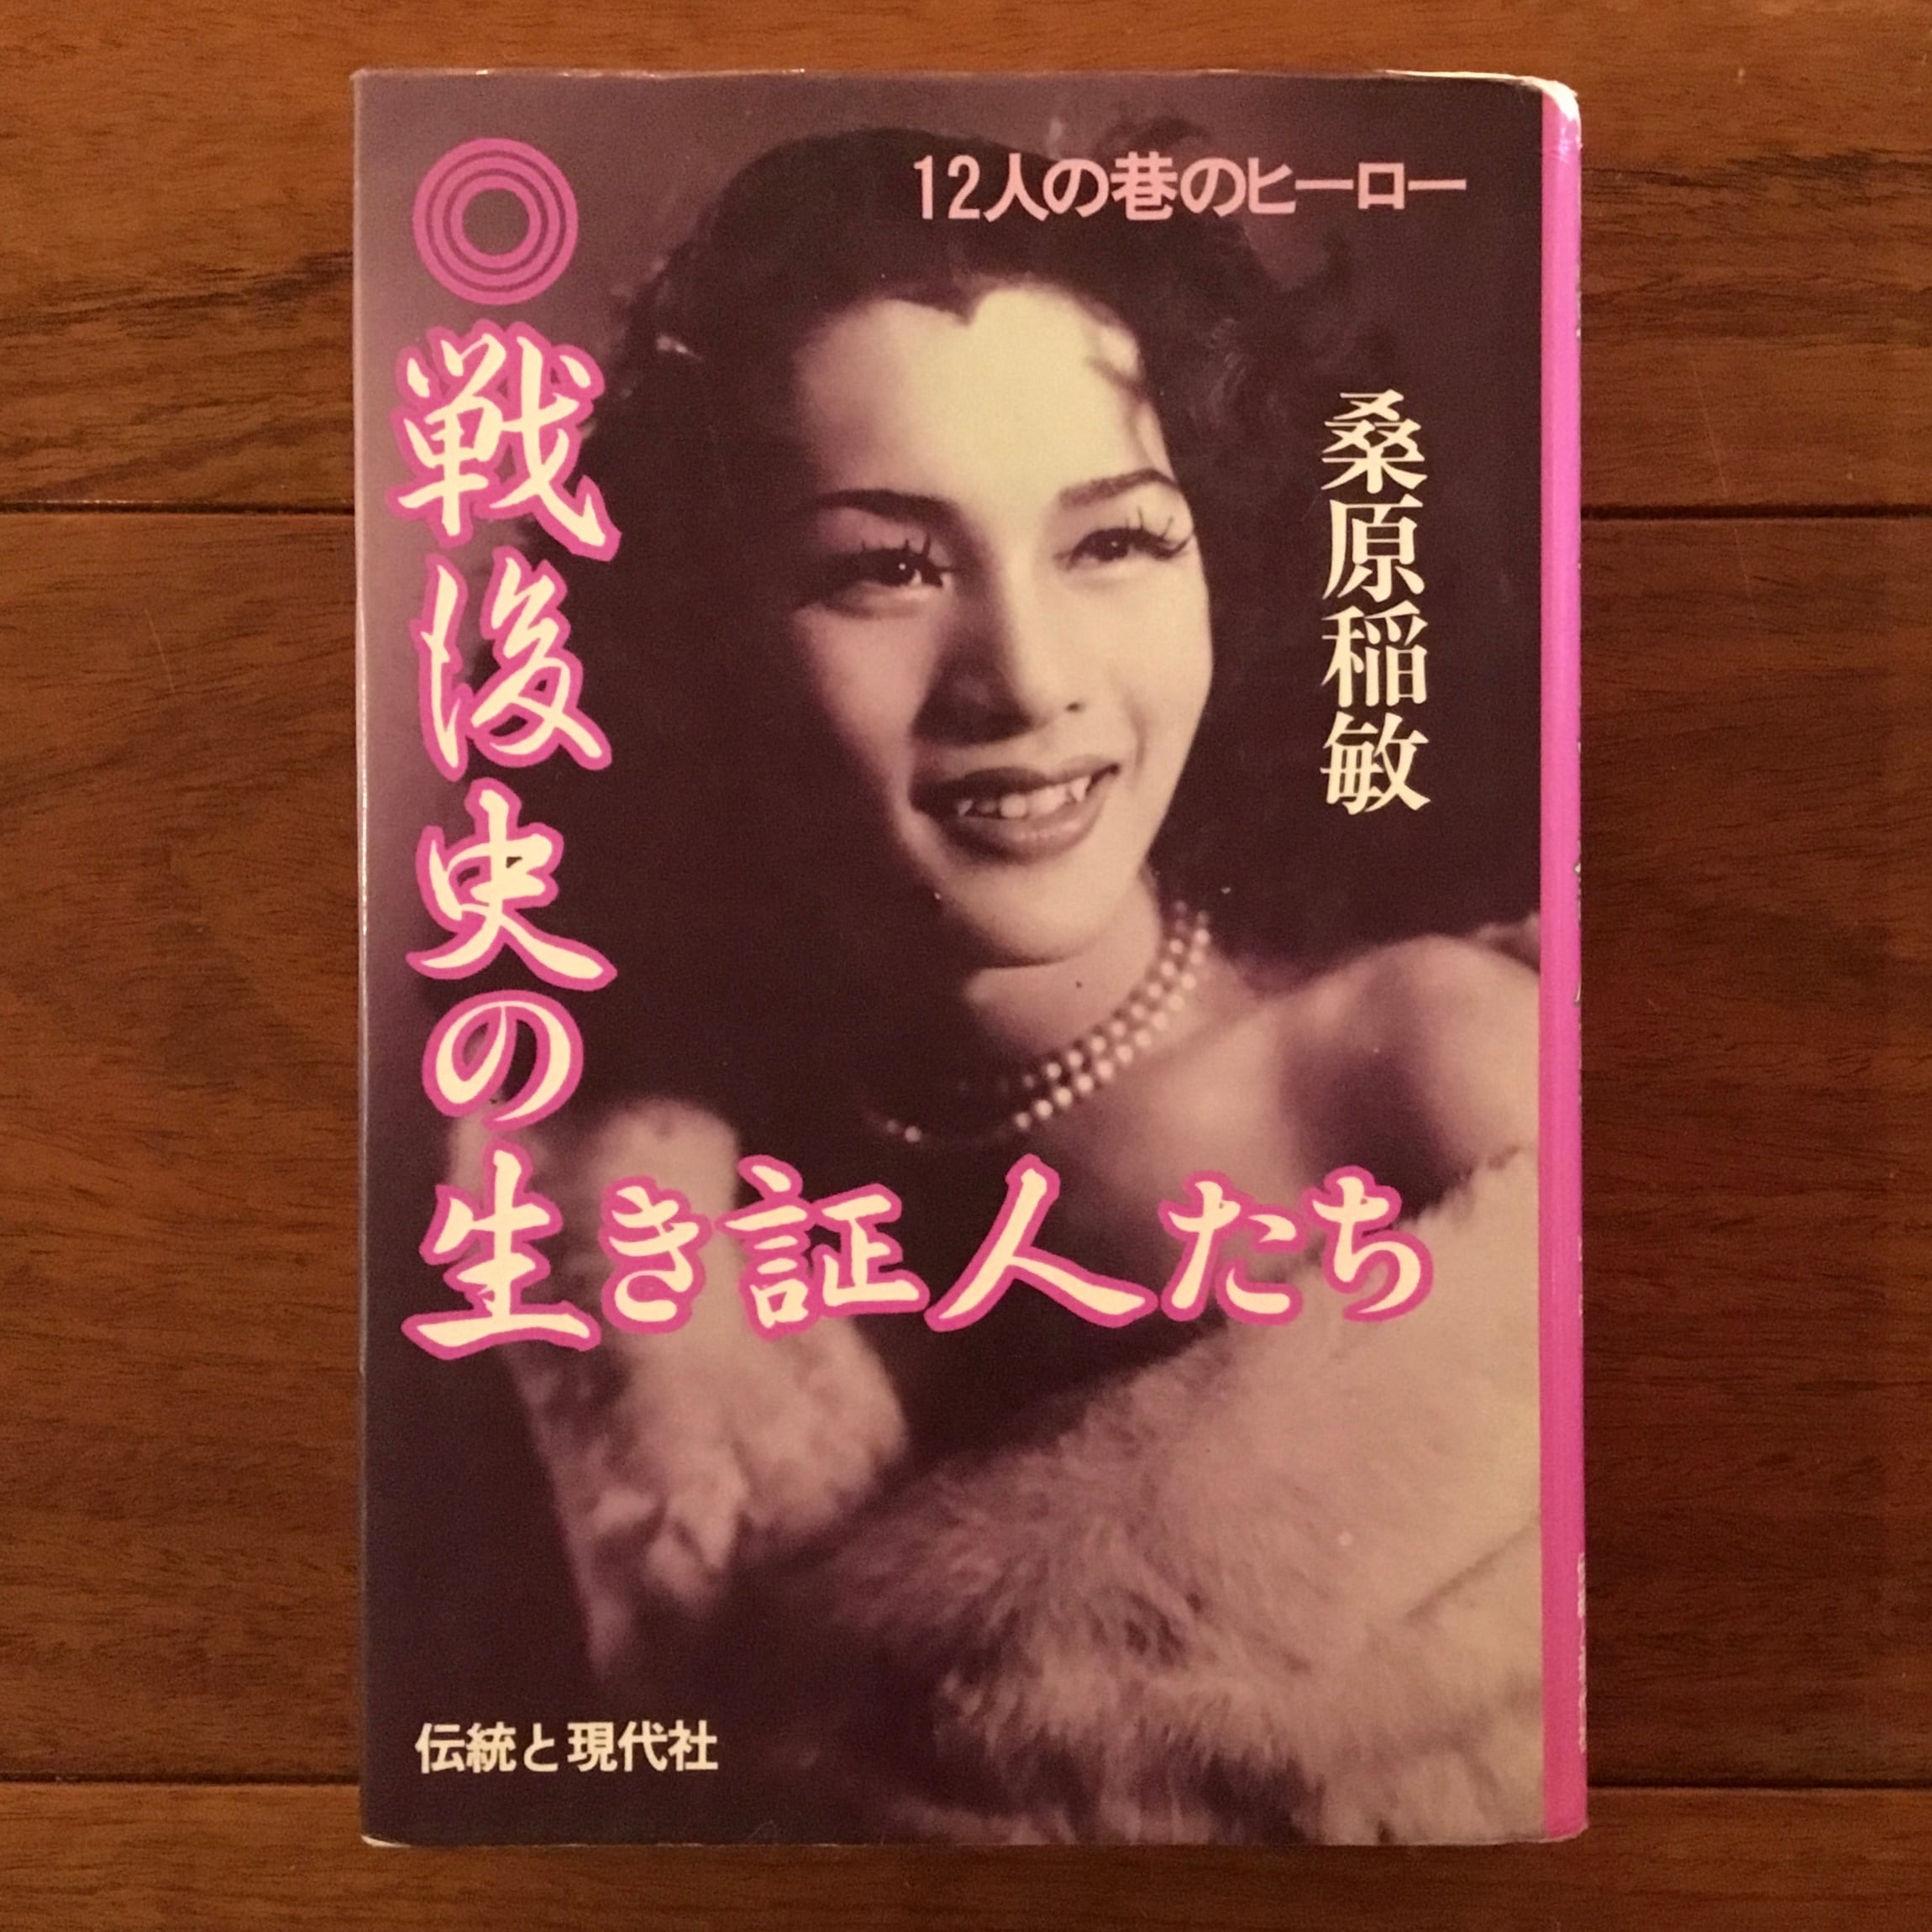 12人の巷のヒーロー
戦後史の
生き証人たち
桑原稲敏
伝統と現代社